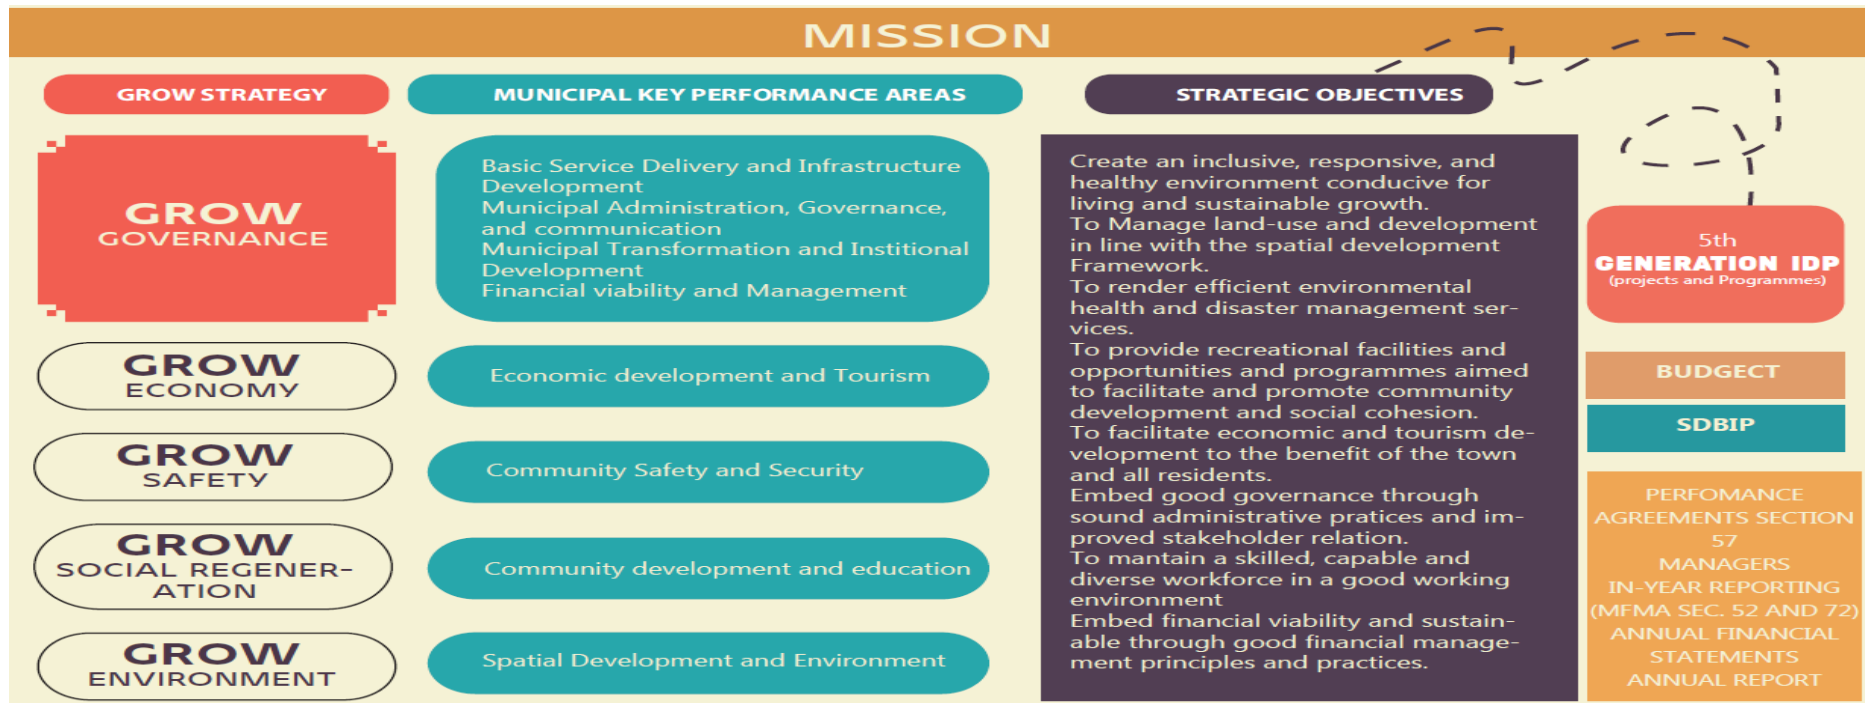 MISSION
GROW STRATEGY
MUNICIPAL KEY PERFORMANCE AREAS
STRATEGIC OBJECTIVES
GROW
GOVERNANCE
Basic Service Delivery and Infrastructure
Development
Municipal Administration, Governance,
and communication
Municipal Transformation and Institional
Development
Financial viability and Management
GROW
ECONOMY
Economic development and Tourism
GROW
SAFETY
Community Safety and Security
GROW
SOCIAL REGENER-
ATION
Community development and education
GROW
ENVIRONMENT
Spatial Development and Environment
Create an inclusive, responsive, and
healthy environment conducive for
living and sustainable growth.
To Manage land-use and development
in line with the spatial development
Framework.
To render efficient environmental
health and disaster management ser-
vices.
To provide recreational facilities and
opportunities and programmes aimed
to facilitate and promote community
development and social cohesion.
To facilitate economic and tourism de-
velopment to the benefit of the town
and all residents.
Embed good governance through
sound administrative pratices and im-
proved stakeholder relation.
To mantain a skilled, capable and
diverse workforce in a good working
environment
Embed financial viability and sustain-
able through good financial manage-
ment principles and practices.
5th
GENERATION IDP
(projects and Programmes)
BUDGECT
SDBIP
PERFOMANCE
AGREEMENTS SECTION
57
MANAGERS
IN-YEAR REPORTING
(MFMA SEC. 52 AND 72)
ANNUAL FINANCIAL
STATEMENTS
ANNUAL REPORT